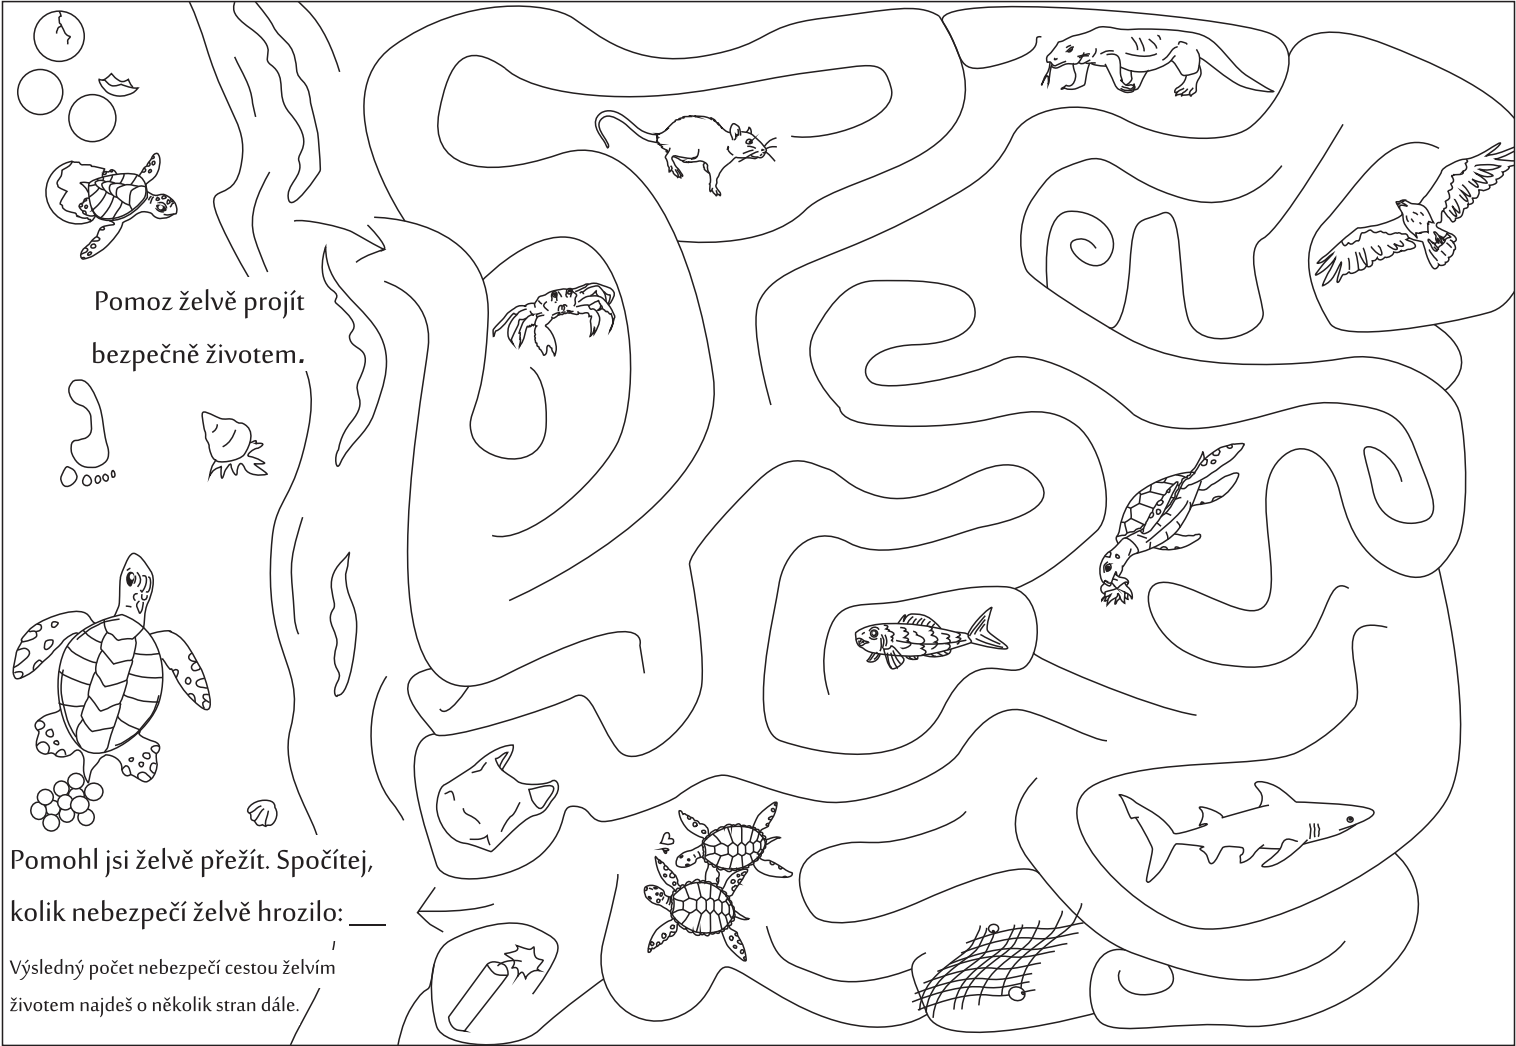 Pomoz želvě projít
bezpečně životem.
Pomohl jsi želvě přežít. Spočítej,
kolik nebezpečí želvě hrozilo: __
Výsledný počet nebezpečí cestou želvím
životem najdeš o několik stran dále.